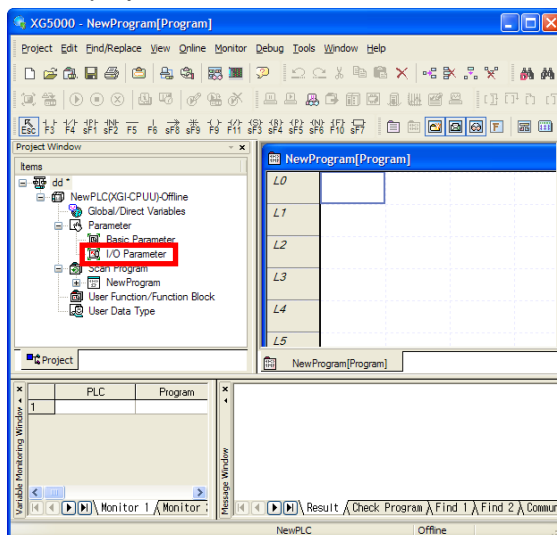 XG5000 - NewProgram[Program]
Project Edit Find/Replace View Online Monitor Debug Tools Window Help
Esc F3 F4 sF1 sF2 F5 F6 sF8 sF9 F9 F11 sF3 sF4 sF5 sF6 F10 sF7
Project Window
Items
dd *
NewPLC(XGI-CPUU)-Offline
Global/Direct Variables
Parameter
Basic Parameter
I/O Parameter
Scan Program
NewProgram
User Function/Function Block
User Data Type
Project
NewProgram[Program]
L0
L1
L2
L3
L4
L5
NewProgram[Program]
Variable Monitoring Window
PLC Program
1
Monitor 1 Monitor
Message Window
Result Check Program Find 1 Find 2 Commun
NewPLC Offline